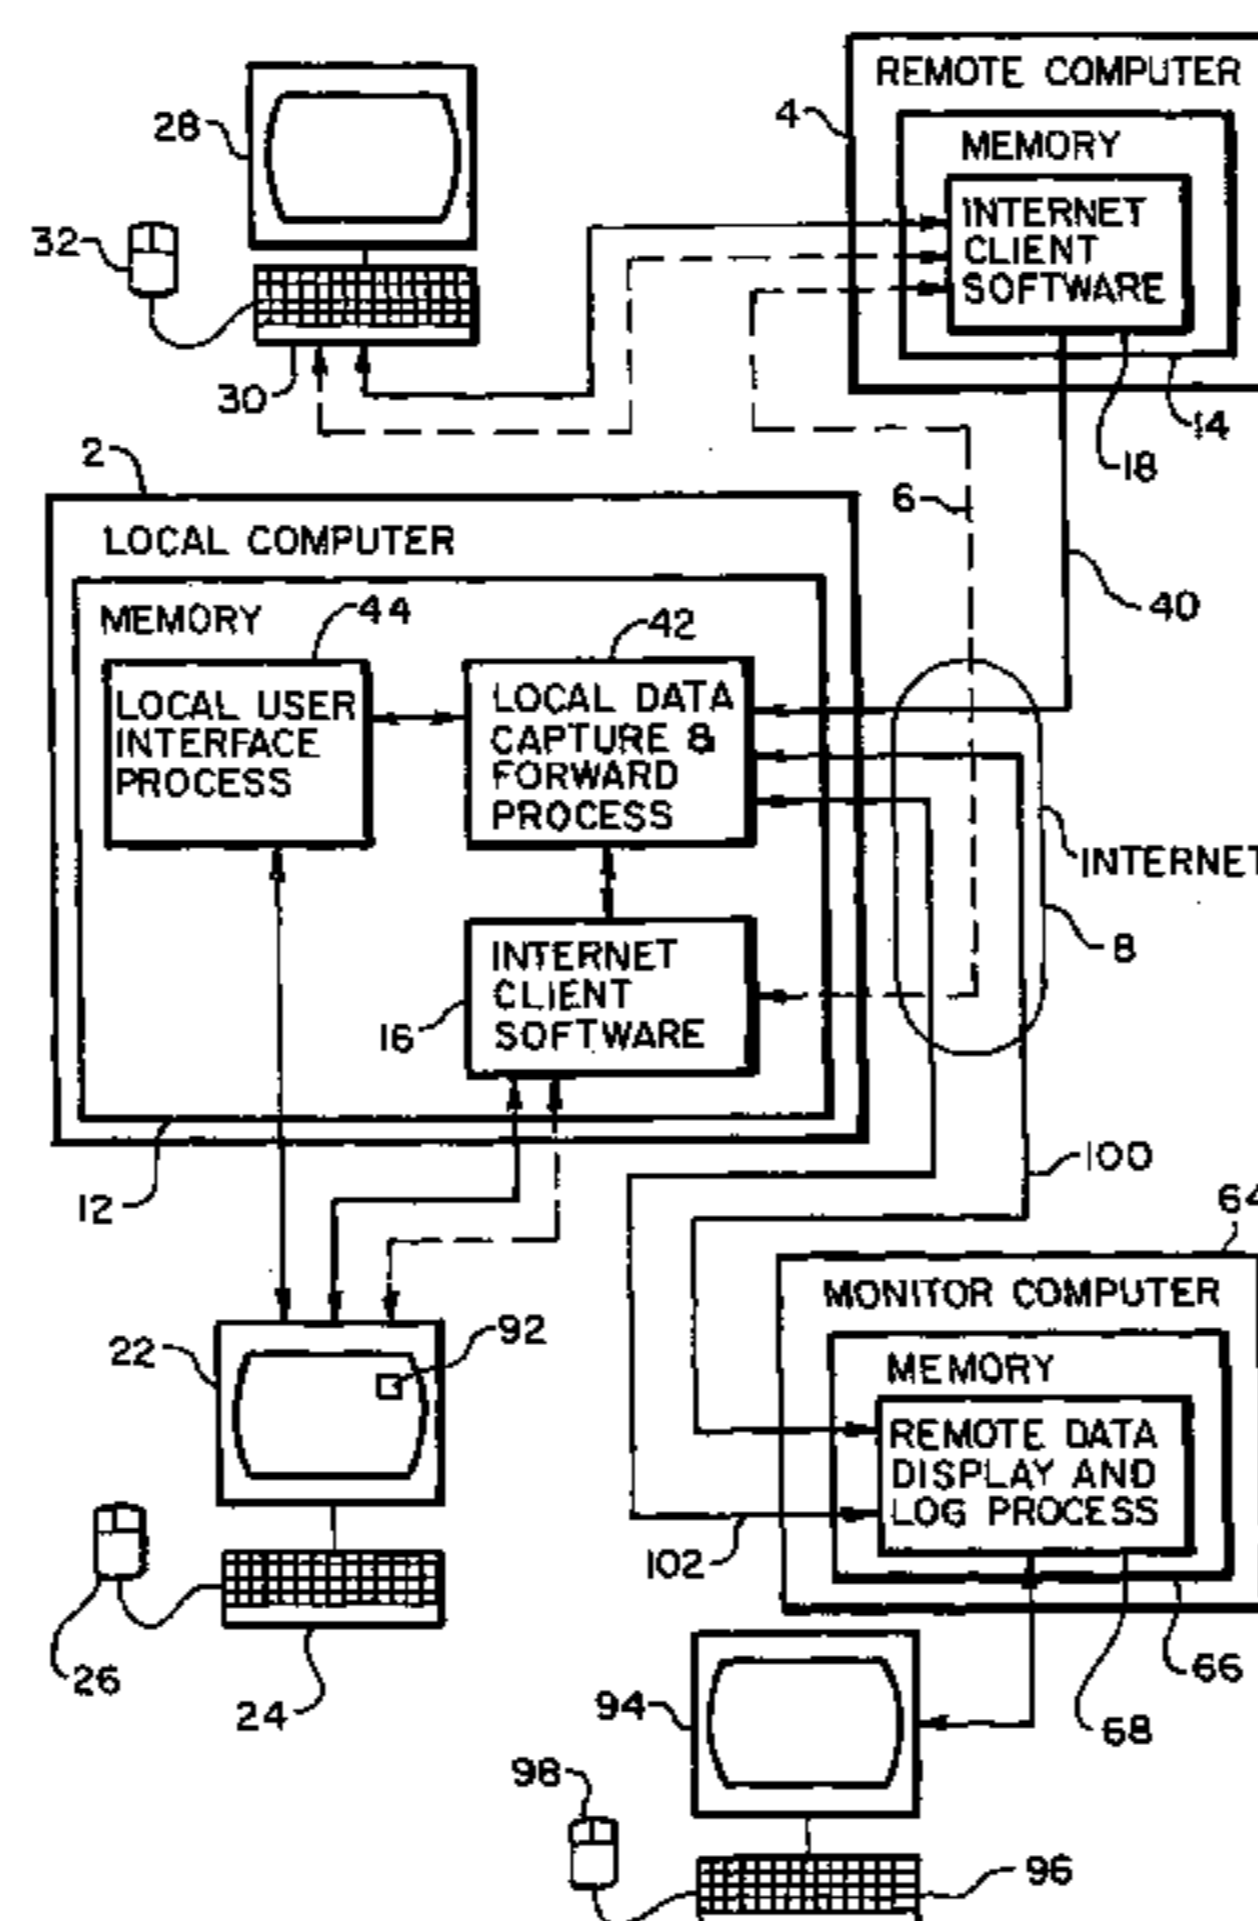 REMOTE COMPUTER
28
4
MEMORY
32
INTERNET
CLIENT
SOFTWARE
30
14
2
18
6
LOCAL COMPUTER
MEMORY
44
42
40
LOCAL USER
INTERFACE
PROCESS
LOCAL DATA
CAPTURE &
FORWARD
PROCESS
INTERNET
8
INTERNET
CLIENT
SOFTWARE
16
12
100
64
MONITOR COMPUTER
22
92
MEMORY
REMOTE DATA
DISPLAY AND
LOG PROCESS
102
26
24
66
94
68
98
96